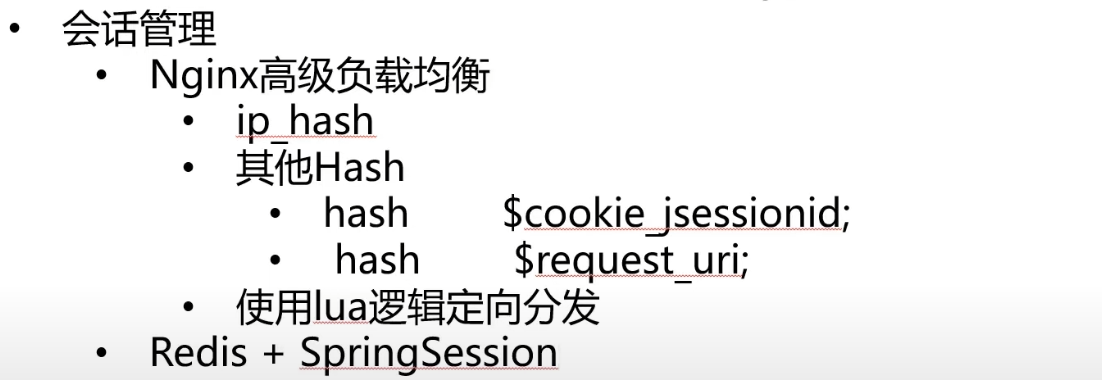 • 会话管理
• Nginx高级负载均衡
• ip_hash
• 其他Hash
• hash $cookie_jsessionid;
• hash $request_uri;
• 使用lua逻辑定向分发
• Redis + SpringSession